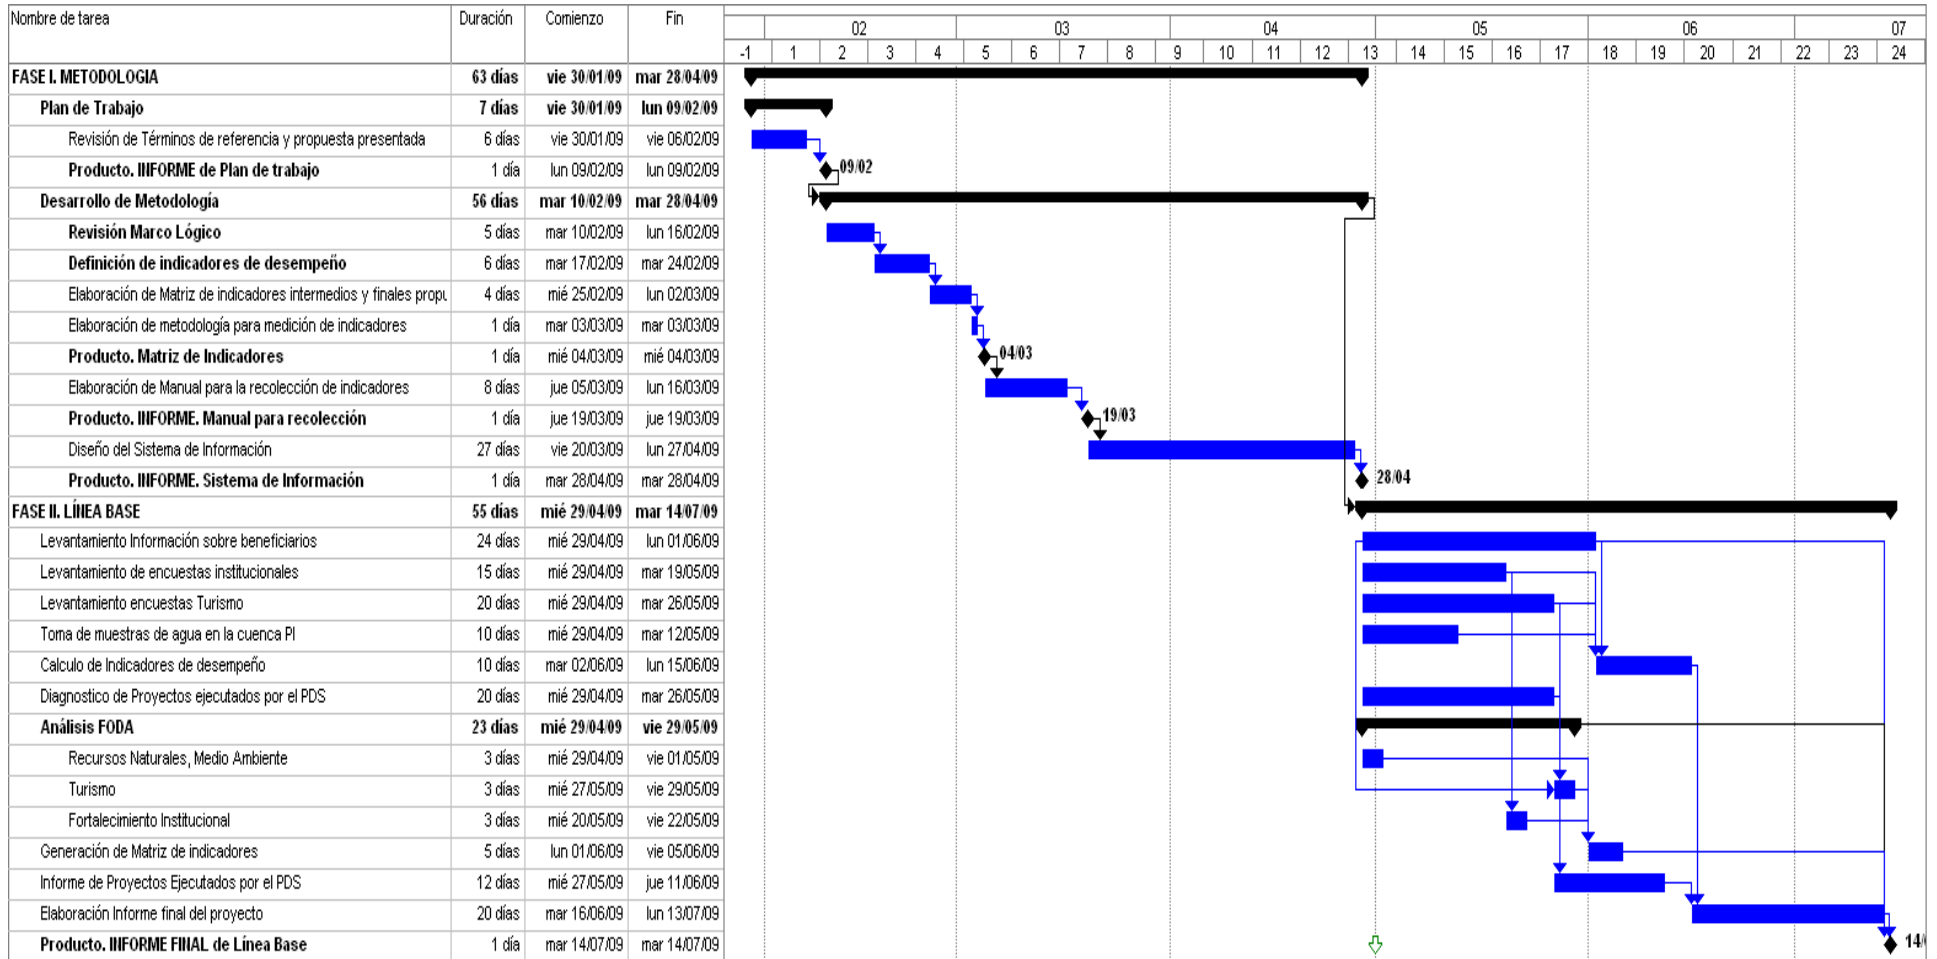 Nombre de tarea Duración Comienzo Fin
02 03 04 05 06 07
-1 1 2 3 4 5 6 7 8 9 10 11 12 13 14 15 16 17 18 19 20 21 22 23 24
FASE I. METODOLOGIA 63 días vie 30/01/09 mar 28/04/09
Plan de Trabajo 7 días vie 30/01/09 lun 09/02/09
Revisión de Términos de referencia y propuesta presentada 6 días vie 30/01/09 vie 06/02/09
Producto. INFORME de Plan de trabajo 1 día lun 09/02/09 lun 09/02/09 09/02
Desarrollo de Metodología 56 días mar 10/02/09 mar 28/04/09
Revisión Marco Lógico 5 días mar 10/02/09 lun 16/02/09
Definición de indicadores de desempeño 6 días mar 17/02/09 mar 24/02/09
Elaboración de Matriz de indicadores intermedios y finales propu 4 días mié 25/02/09 lun 02/03/09
Elaboración de metodología para medición de indicadores 1 día mar 03/03/09 mar 03/03/09
Producto. Matriz de Indicadores 1 día mié 04/03/09 mié 04/03/09 04/03
Elaboración de Manual para la recolección de indicadores 8 días jue 05/03/09 lun 16/03/09
Producto. INFORME. Manual para recolección 1 día jue 19/03/09 jue 19/03/09 19/03
Diseño del Sistema de Información 27 días vie 20/03/09 lun 27/04/09
Producto. INFORME. Sistema de Información 1 día mar 28/04/09 mar 28/04/09 28/04
FASE II. LÍNEA BASE 55 días mié 29/04/09 mar 14/07/09
Levantamiento Información sobre beneficiarios 24 días mié 29/04/09 lun 01/06/09
Levantamiento de encuestas institucionales 15 días mié 29/04/09 mar 19/05/09
Levantamiento encuestas Turismo 20 días mié 29/04/09 mar 26/05/09
Toma de muestras de agua en la cuenca PI 10 días mié 29/04/09 mar 12/05/09
Calculo de Indicadores de desempeño 10 días mar 02/06/09 lun 15/06/09
Diagnostico de Proyectos ejecutados por el PDS 20 días mié 29/04/09 mar 26/05/09
Análisis FODA 23 días mié 29/04/09 vie 29/05/09
Recursos Naturales, Medio Ambiente 3 días mié 29/04/09 vie 01/05/09
Turismo 3 días mié 27/05/09 vie 29/05/09
Fortalecimiento Institucional 3 días mié 20/05/09 vie 22/05/09
Generación de Matriz de indicadores 5 días lun 01/06/09 vie 05/06/09
Informe de Proyectos Ejecutados por el PDS 12 días mié 27/05/09 jue 11/06/09
Elaboración Informe final del proyecto 20 días mar 16/06/09 lun 13/07/09
Producto. INFORME FINAL de Línea Base 1 día mar 14/07/09 mar 14/07/09 14/